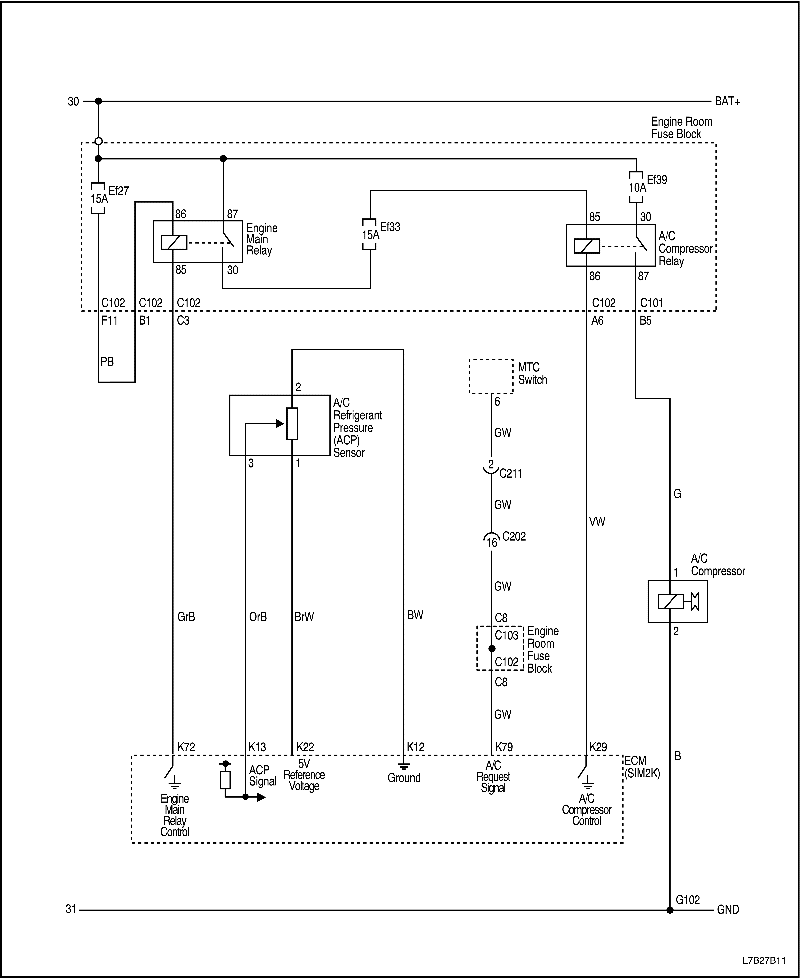 30
BAT+
Engine Room
Fuse Block
Ef27
15A
86
87
Engine
Main
Relay
85
30
Ef33
15A
Ef39
10A
85
30
A/C
Compressor
Relay
86
87
C102
C102
C102
C102
C101
F11
B1
C3
A6
B5
PB
2
A/C
Refrigerant
Pressure
(ACP)
Sensor
3
1
MTC
Switch
6
GW
2
C211
GW
16
C202
GW
VW
G
1
A/C
Compressor
2
GrB
OrB
BrW
BW
C8
C103
C102
Engine
Room
Fuse
Block
C8
GW
B
K72
K13
K22
K12
K79
K29
ECM
(SIM2K)
Engine
Main
Relay
Control
ACP
Signal
5V
Reference
Voltage
Ground
A/C
Request
Signal
A/C
Compressor
Control
G102
31
GND
L7B27B11